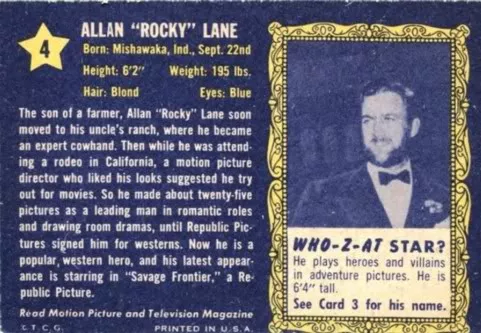 4
ALLAN "ROCKY" LANE
Born: Mishawaka, Ind., Sept. 22nd
Height: 6'2" Weight: 195 lbs.
Hair: Blond Eyes: Blue
The son of a farmer, Allan "Rocky" Lane soon
moved to his uncle's ranch, where he became
an expert cowhand. Then while he was attend-
ing a rodeo in California, a motion picture
director who liked his looks suggested he try
out for movies. So he made about twenty-five
pictures as a leading man in romantic roles
and drawing room dramas, until Republic Pic-
tures signed him for westerns. Now he is a
popular western hero, and his latest appear-
ance is starring in "Savage Frontier," a Re-
public Picture.
Read Motion Picture and Television Magazine
© T. C. G. PRINTED IN U. S. A.
WHO-Z-AT STAR?
He plays heroes and villains
in adventure pictures. He is
6'4" tall.
See Card 3 for his name.